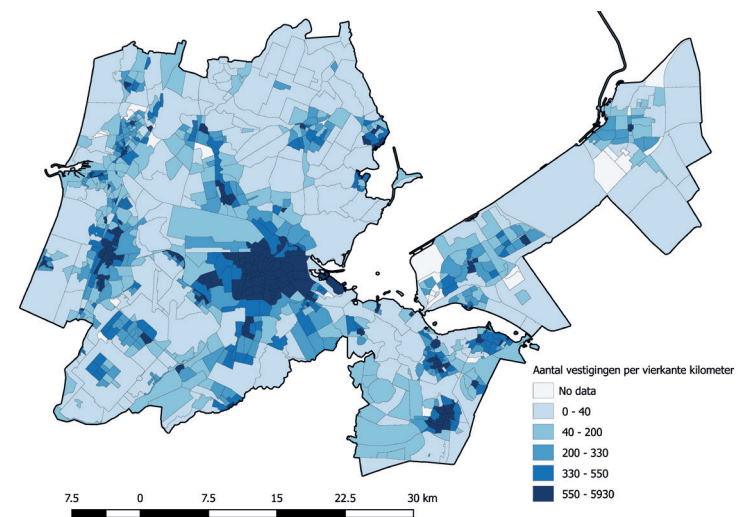 Aantal vestigingen per vierkante kilometer
No data
0 - 40
40 - 200
200 - 330
330 - 550
550 - 5930
7.5 0 7.5 15 22.5 30 km